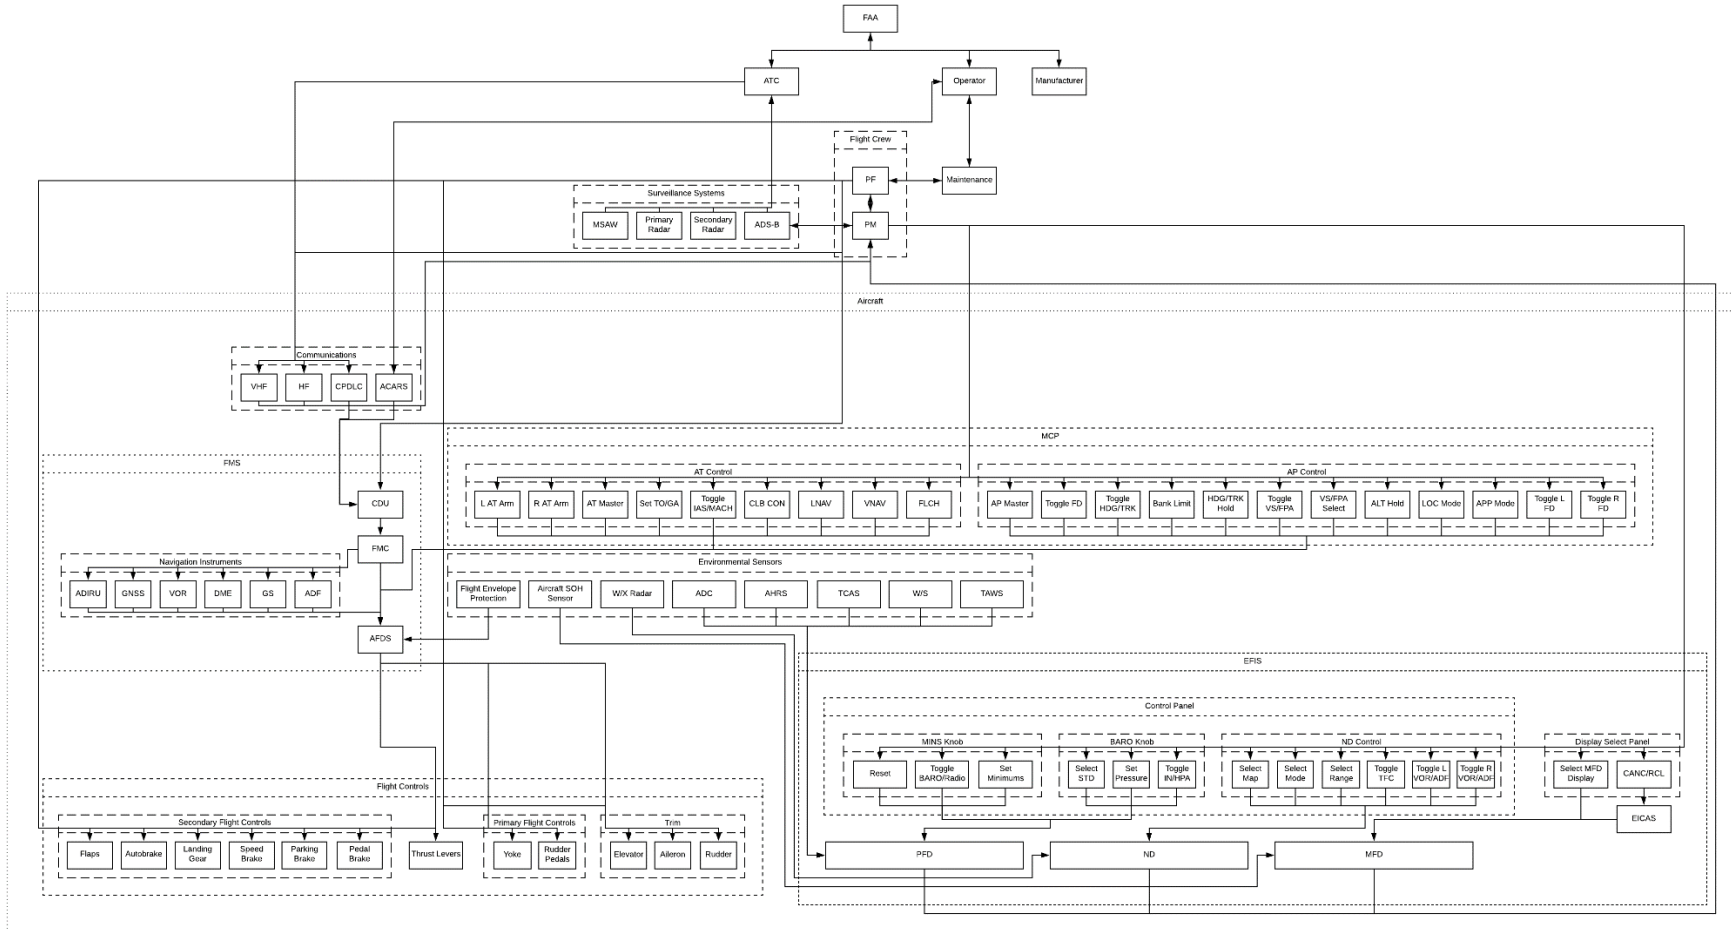 FAA
ATC
Operator
Manufacturer
Flight Crew
PF
Maintenance
Surveillance Systems
MSAW
Primary
Radar
Secondary
Radar
ADS-B
PM
Aircraft
Communications
VHF
HF
CPDLC
ACARS
MCP
FMS
AT Control
AP Control
CDU
L AT Arm
R AT Arm
AT Master
Set TO/GA
Toggle
IAS/MACH
CLB CON
LNAV
VNAV
FLCH
AP Master
Toggle FD
Toggle
HDG/TRK
Bank Limit
HDG/TRK
Hold
Toggle
VS/FPA
VS/FPA
Select
ALT Hold
LOC Mode
APP Mode
Toggle L
FD
Toggle R
FD
FMC
Navigation Instruments
ADIRU
GNSS
VOR
DME
GS
ADF
Environmental Sensors
Flight Envelope
Protection
Aircraft SOH
Sensor
W/X Radar
ADC
AHRS
TCAS
W/S
TAWS
AFDS
EFIS
Control Panel
MINS Knob
BARO Knob
ND Control
Display Select Panel
Reset
Toggle
BARO/Radio
Set
Minimums
Select
STD
Set
Pressure
Toggle
IN/HPA
Select
Map
Select
Mode
Select
Range
Toggle
TFC
Toggle L
VOR/ADF
Toggle R
VOR/ADF
Select MFD
Display
CANC/RCL
EICAS
Flight Controls
Secondary Flight Controls
Primary Flight Controls
Trim
Flaps
Autobrake
Landing
Gear
Speed
Brake
Parking
Brake
Pedal
Brake
Thrust Levers
Yoke
Rudder
Pedals
Elevator
Aileron
Rudder
PFD
ND
MFD